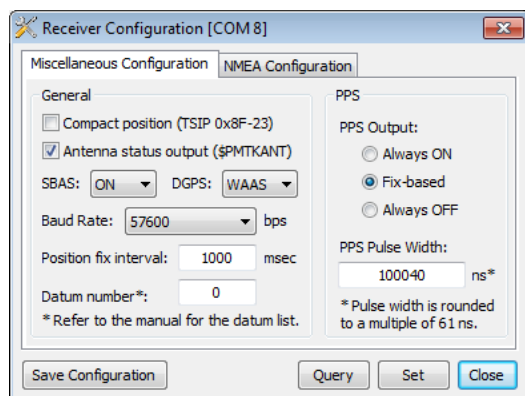 Receiver Configuration [COM 8]
Miscellaneous Configuration
NMEA Configuration
General
Compact position (TSIP 0x8F-23)
Antenna status output ($PMTKANT)
SBAS: ON DGPS: WAAS
Baud Rate: 57600 bps
Position fix interval: 1000 msec
Datum number*: 0
*Refer to the manual for the datum list.
PPS
PPS Output:
Always ON
Fix-based
Always OFF
PPS Pulse Width:
100040 ns*
*Pulse width is rounded
to a multiple of 61 ns.
Save Configuration
Query
Set
Close